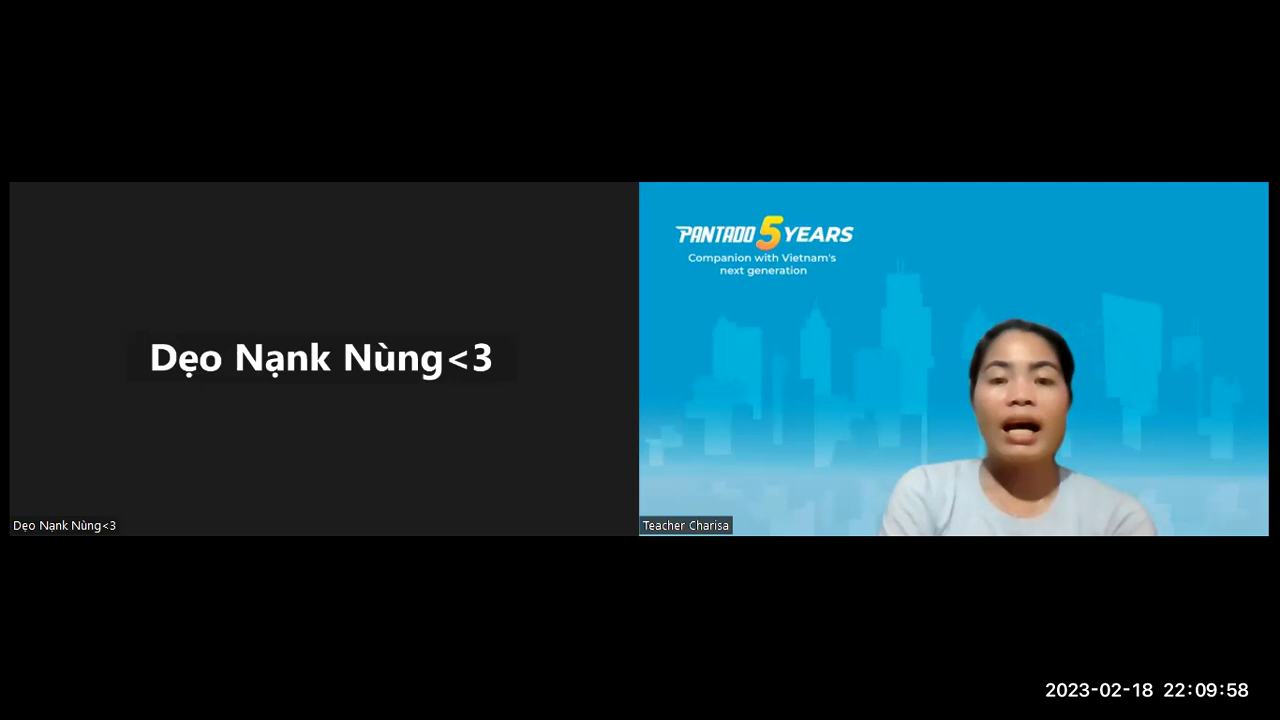 Dẹo Nạnk Nùng<3
Dẹo Nạnk Nùng<3
PANTADO 5 YEARS
Companion with Vietnam's
next generation
Teacher Charisa
2023-02-18 22:09:58